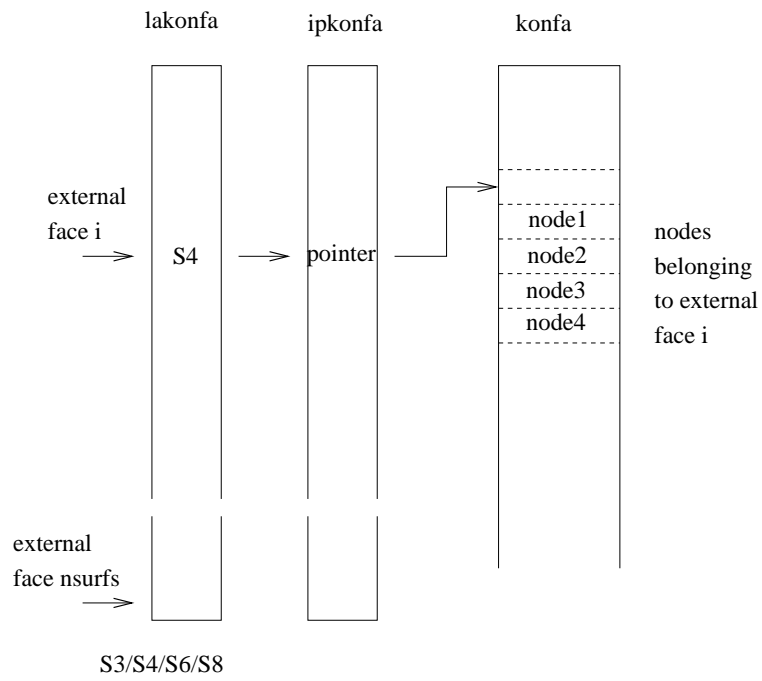 lakonfa
ipkonfa
konfa
external
face i
S4
pointer
node1
node2
node3
node4
nodes
belonging
to external
face i
external
face nsurfs
S3/S4/S6/S8